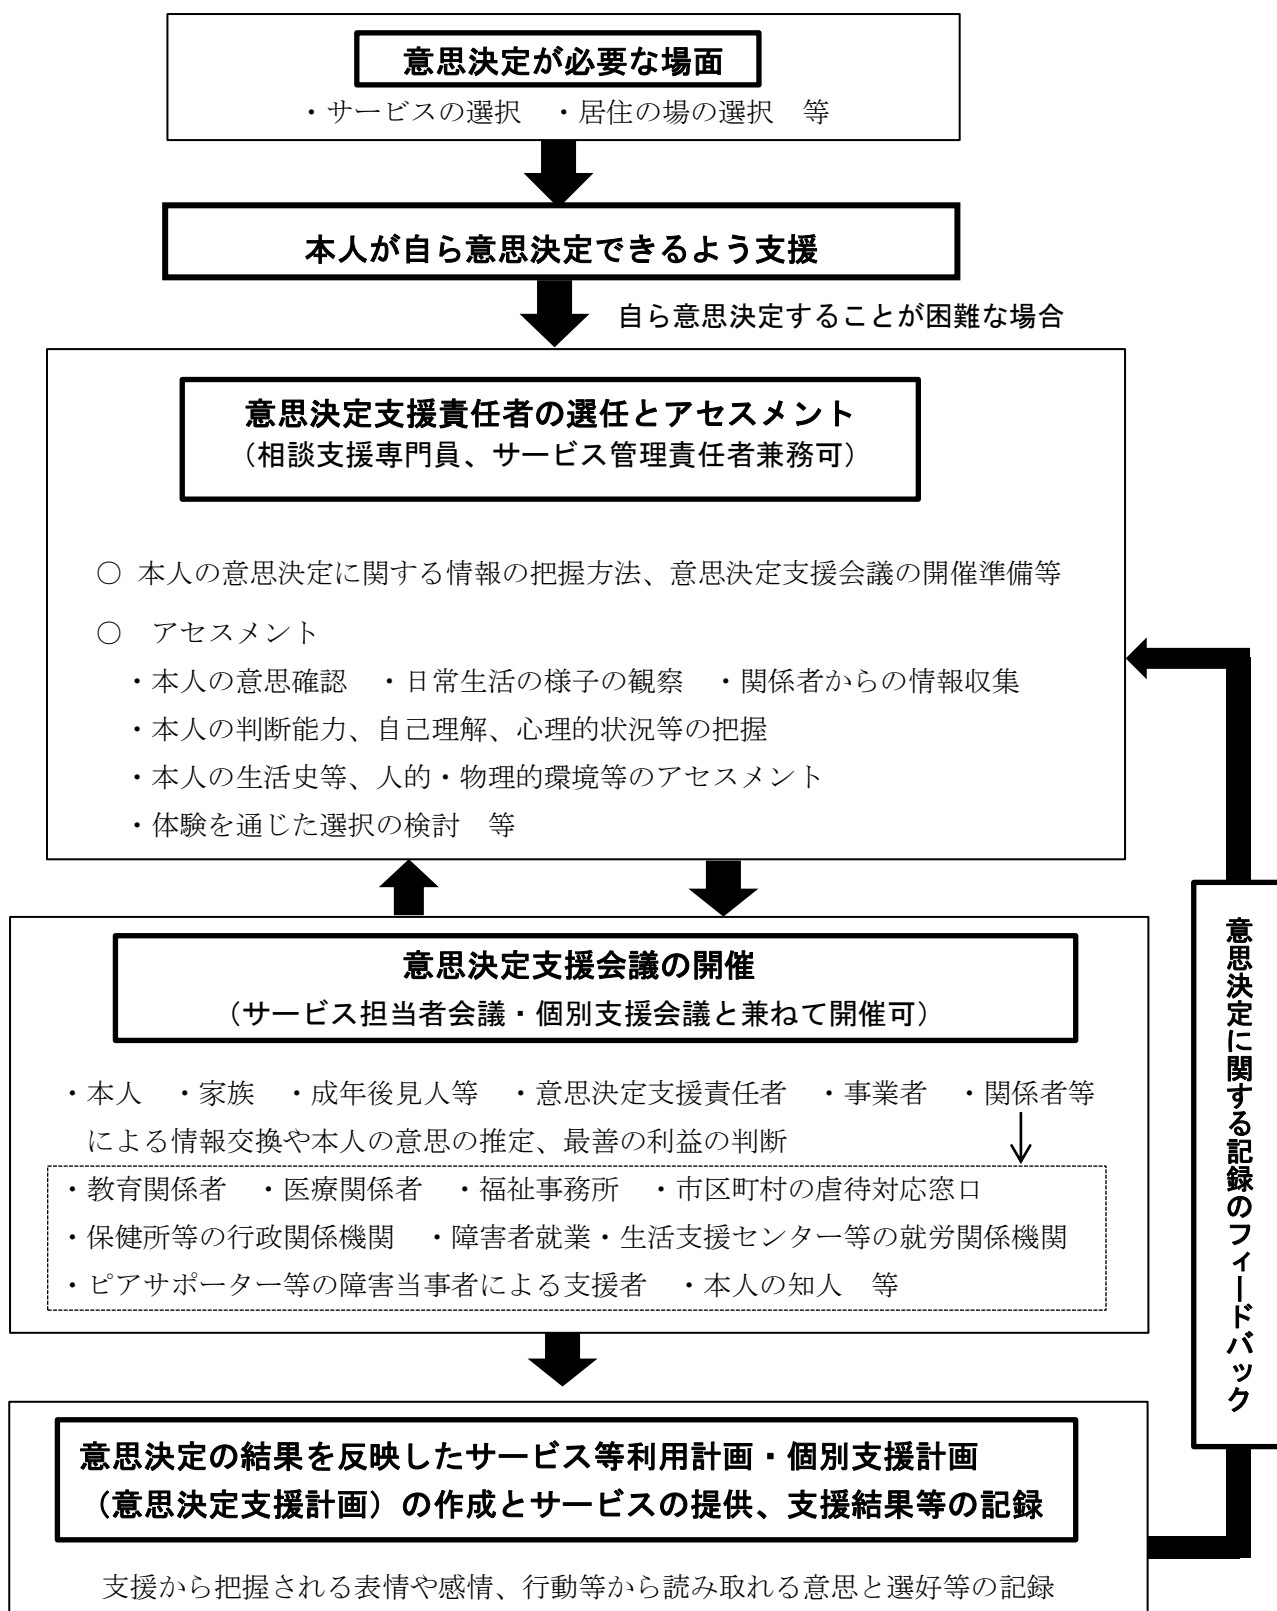 意思決定が必要な場面
・サービスの選択　・居住の場の選択　等
本人が自ら意思決定できるよう支援
自ら意思決定することが困難な場合
意思決定支援責任者の選任とアセスメント
（相談支援専門員、サービス管理責任者兼務可）
○ 本人の意思決定に関する情報の把握方法、意思決定支援会議の開催準備等
○　アセスメント
・本人の意思確認　・日常生活の様子の観察　・関係者からの情報収集
・本人の判断能力、自己理解、心理的状況等の把握
・本人の生活史等、人的・物理的環境等のアセスメント
・体験を通じた選択の検討　等
意思決定支援会議の開催
（サービス担当者会議・個別支援会議と兼ねて開催可）
・本人　・家族　・成年後見人等　・意思決定支援責任者　・事業者　・関係者等
による情報交換や本人の意思の推定、最善の利益の判断
・教育関係者　・医療関係者　・福祉事務所　・市区町村の虐待対応窓口
・保健所等の行政関係機関　・障害者就業・生活支援センター等の就労関係機関
・ピアサポーター等の障害当事者による支援者　・本人の知人　等
意思決定の結果を反映したサービス等利用計画・個別支援計画
（意思決定支援計画）の作成とサービスの提供、支援結果等の記録
支援から把握される表情や感情、行動等から読み取れる意思と選好等の記録
意思決定に関する記録のフィードバック